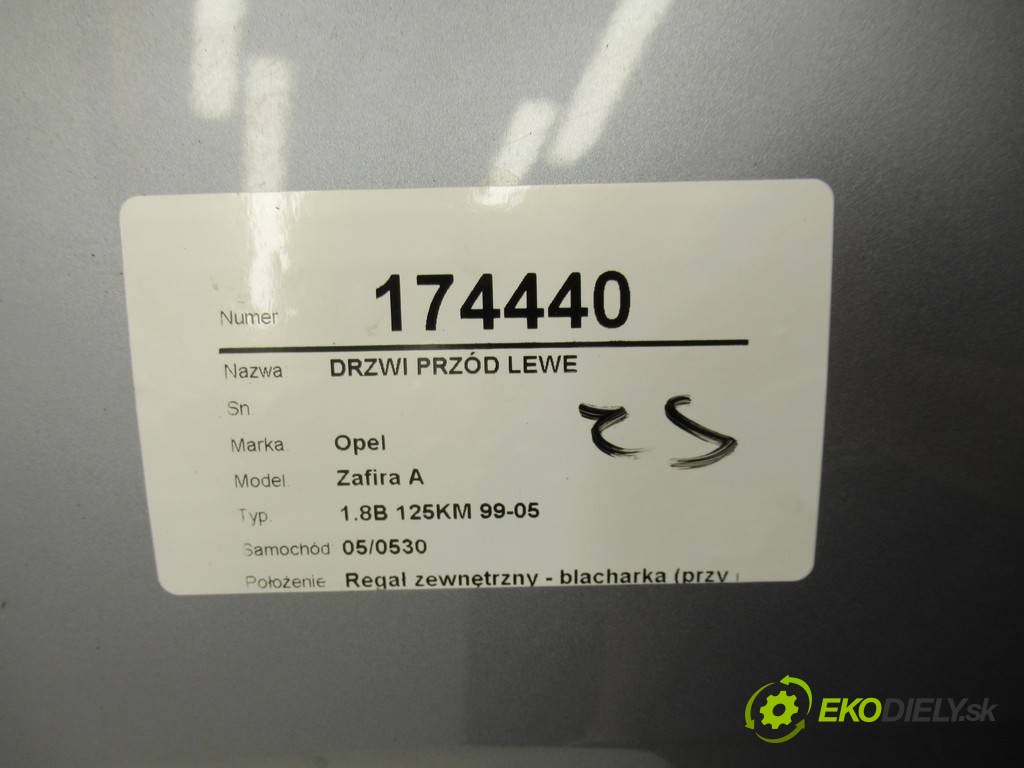 Numer 174440
Nazwa DRZWI PRZÓD LEWE
Sn.
Marka Opel
Model Zafira A
Typ. 1.8B 125KM 99-05
Samochód 05/0530
Położenie Regał zewnętrzny - blacharka (przy
EKODIELY.sk